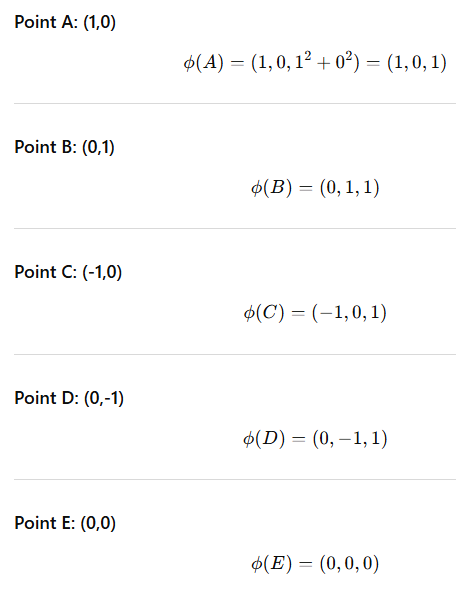 Point A: (1,0)
ϕ(A) = (1, 0, 1² + 0²) = (1, 0, 1)
Point B: (0,1)
ϕ(B) = (0, 1, 1)
Point C: (-1,0)
ϕ(C) = (−1, 0, 1)
Point D: (0,-1)
ϕ(D) = (0, −1, 1)
Point E: (0,0)
ϕ(E) = (0, 0, 0)